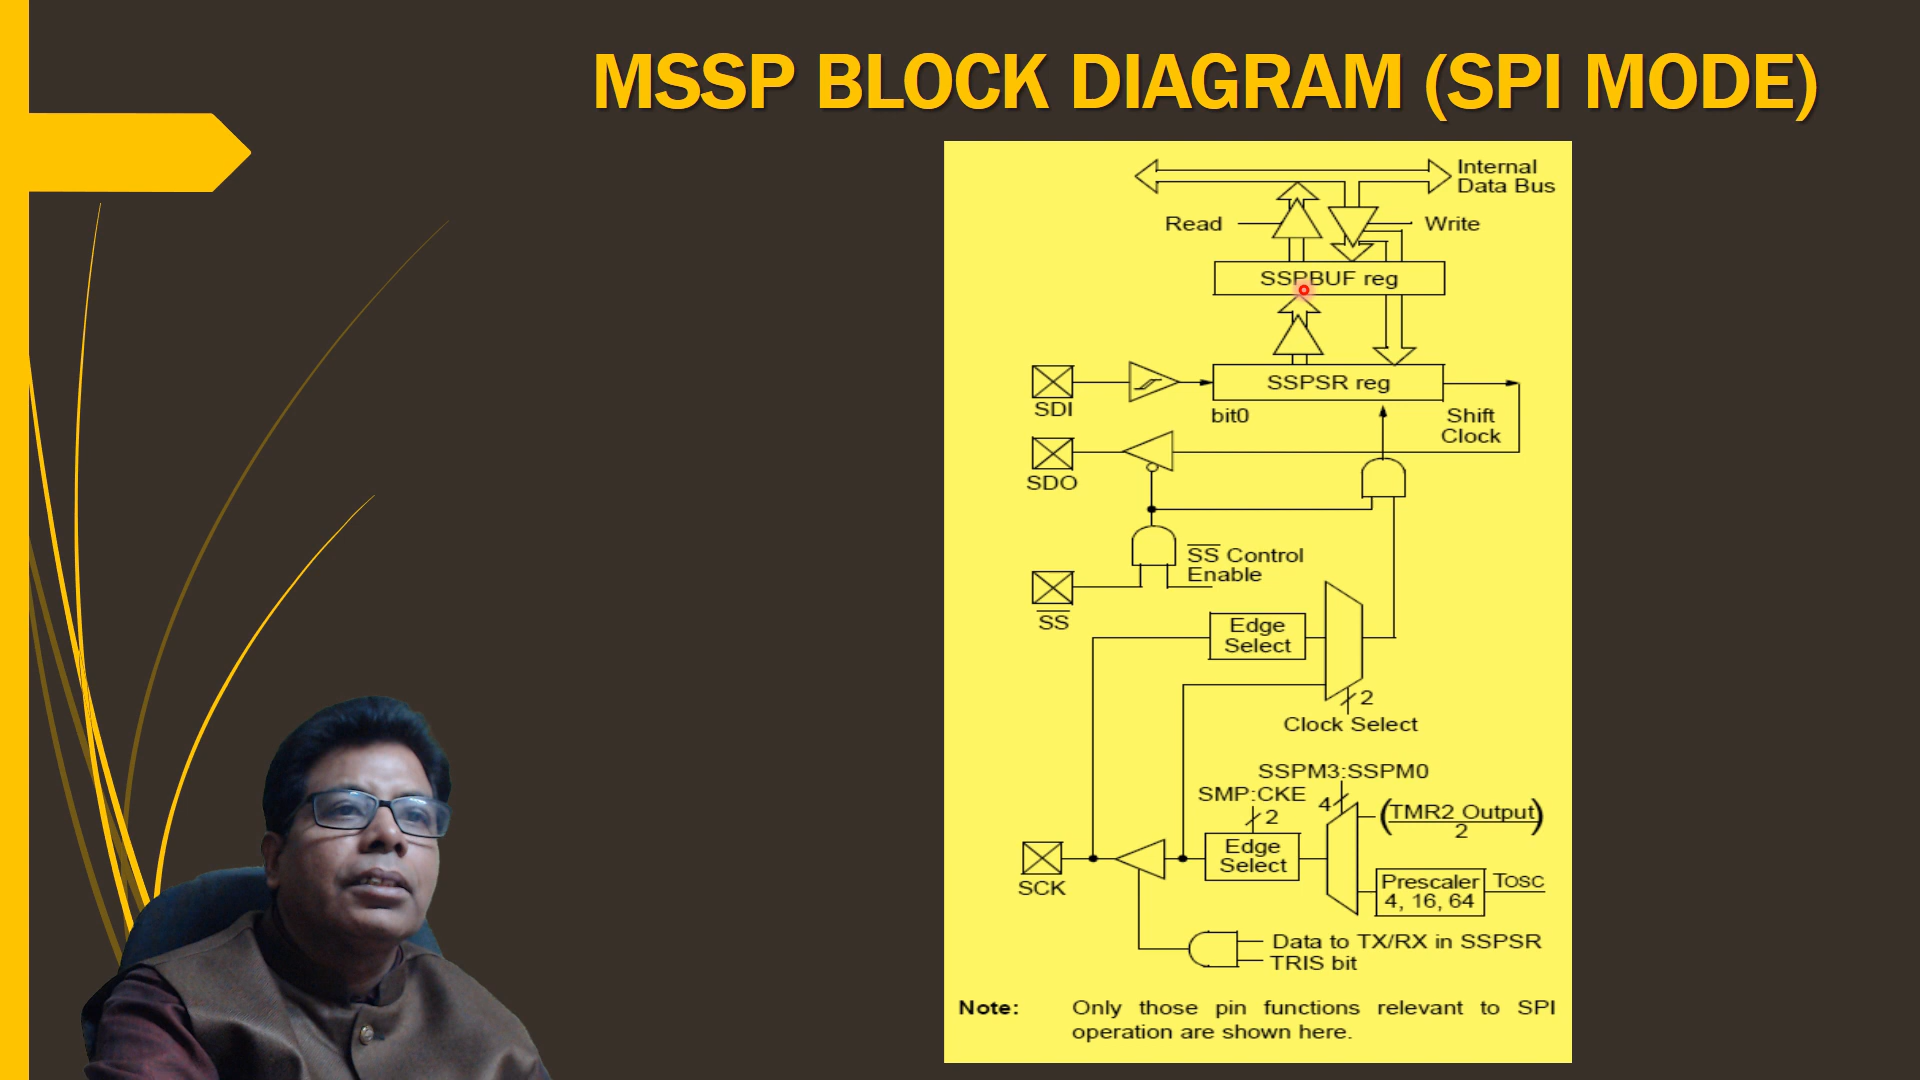 MSSP BLOCK DIAGRAM (SPI MODE)
Internal
Data Bus
Read
Write
SSPBUF reg
SDI
SSPSR reg
bit0
Shift
Clock
SDO
SS Control
Enable
SS
Edge
Select
2
Clock Select
SSPM3:SSPM0
SMP:CKE
4
2
(TMR2 Output)
2
Edge
Select
SCK
Prescaler
4, 16, 64
TOSC
Data to TX/RX in SSPSR
TRIS bit
Note: Only those pin functions relevant to SPI
operation are shown here.